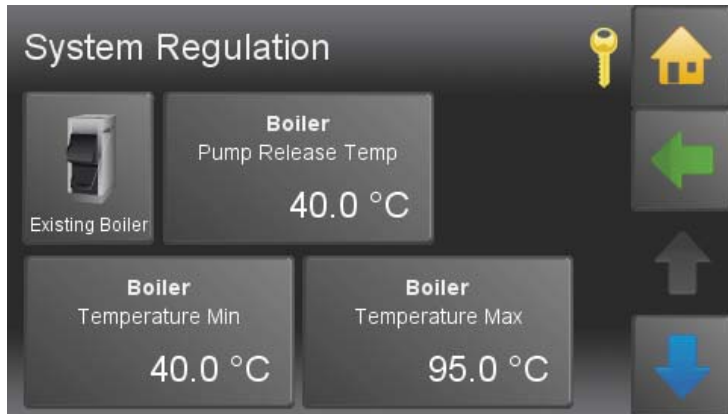 System Regulation
Existing Boiler
Boiler
Pump Release Temp
40.0 °C
Boiler
Temperature Min
40.0 °C
Boiler
Temperature Max
95.0 °C